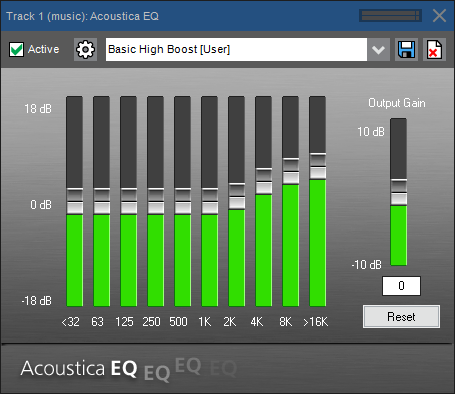 Track 1 (music): Acoustica EQ
Active
Basic High Boost [User]
Output Gain
18 dB
0 dB
-18 dB
10 dB
-10 dB
<32 63 125 250 500 1K 2K 4K 8K >16K
0
Reset
Acoustica EQ EQ EQ EQ